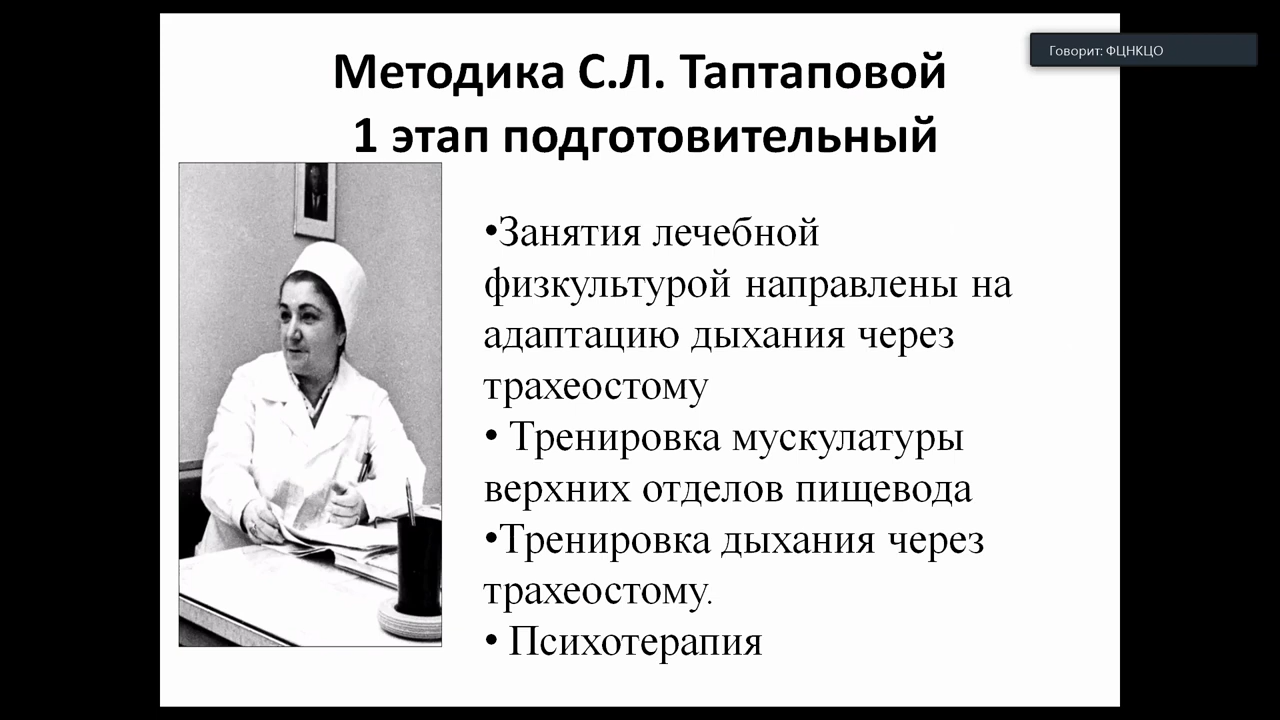 Говорит: ФЦНКЦО
Методика С.Л. Таптаповой
1 этап подготовительный
•Занятия лечебной
физкультурой направлены на
адаптацию дыхания через
трахеостому
• Тренировка мускулатуры
верхних отделов пищевода
•Тренировка дыхания через
трахеостому.
• Психотерапия